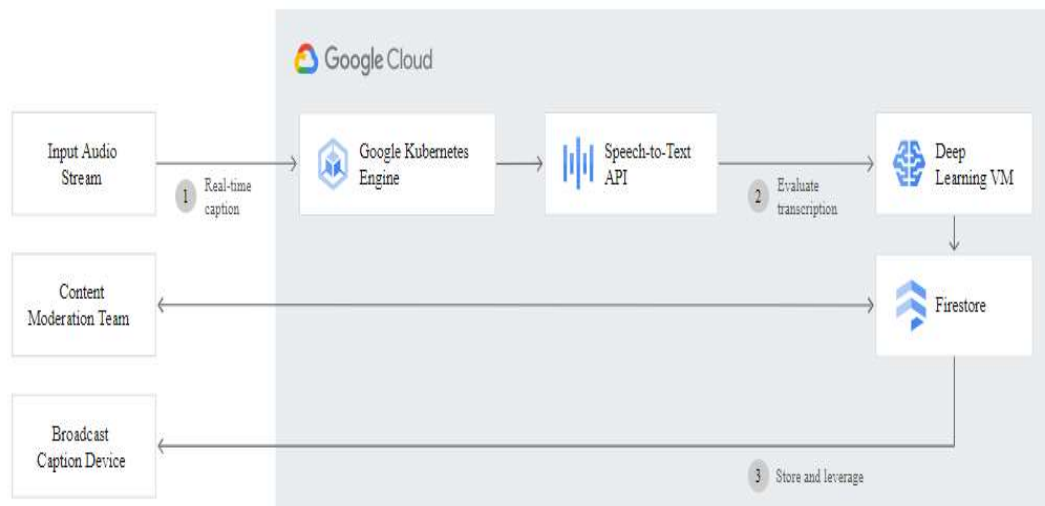 Google Cloud
Input Audio
Stream
1
Real-time
caption
Google Kubernetes
Engine
Speech-to-Text
API
2
Evaluate
transcription
Deep
Learning VM
Content
Moderation Team
Firestore
Broadcast
Caption Device
3
Store and leverage